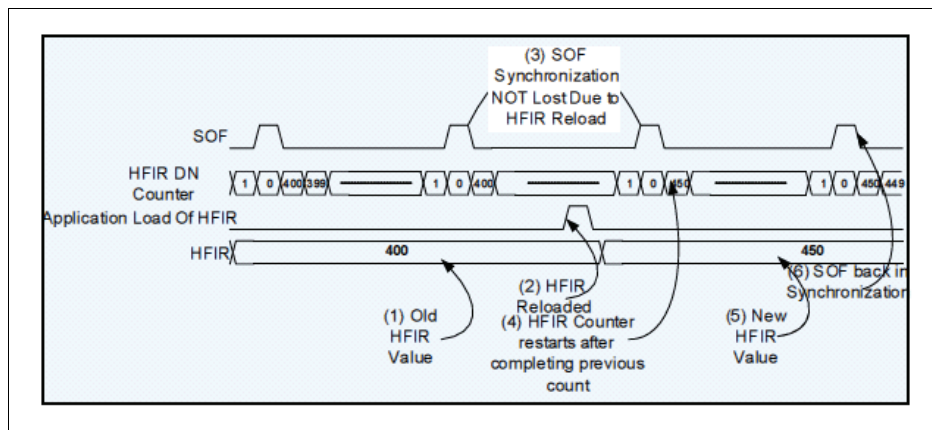 (3) SOF
Synchronization
NOT Lost Due to
HFIR Reload
SOF
HFIR DN
Counter
1 0 400 399 1 0 400 1 0 450 1 0 450 449
Application Load Of HFIR
HFIR
400
450
(1) Old
HFIR
Value
(2) HFIR
Reloaded
(4) HFIR Counter
restarts after
completing previous
count
(5) New
HFIR
Value
(6) SOF back in
Synchronization